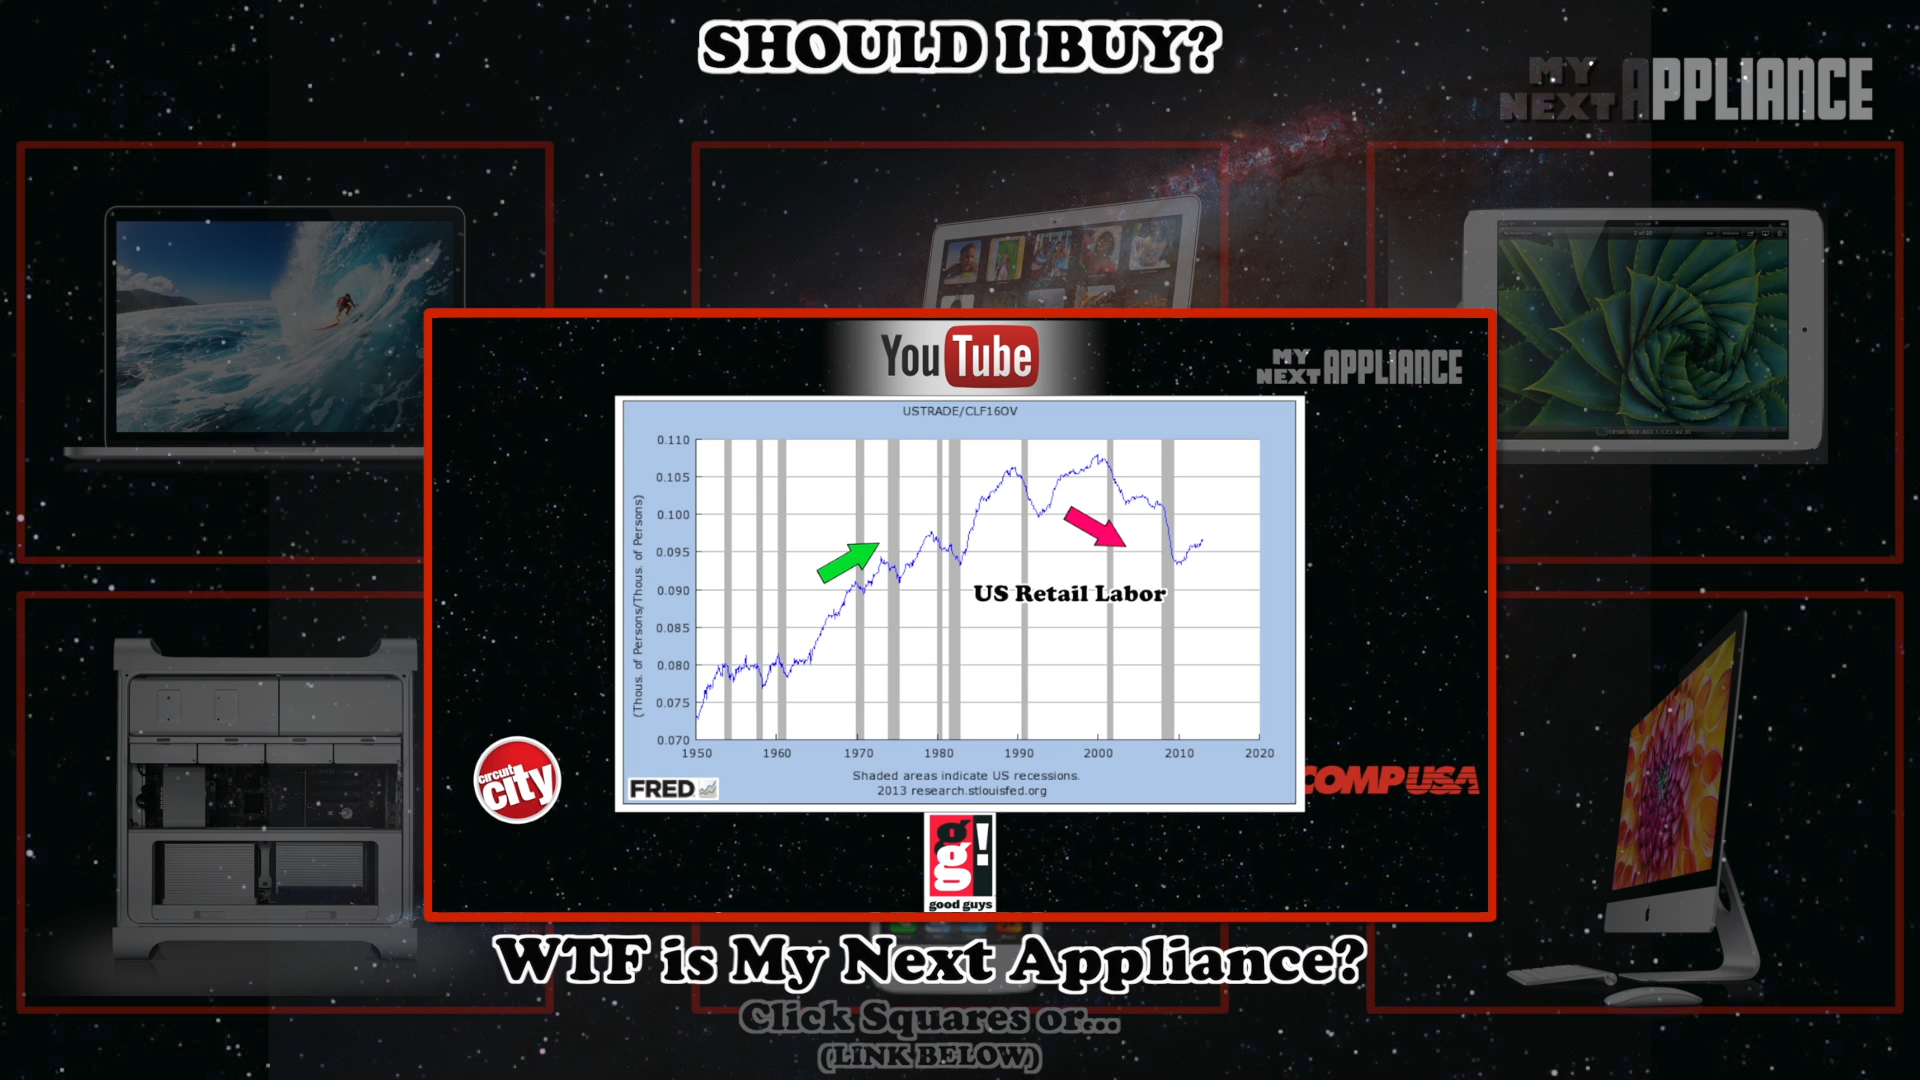 SHOULD I BUY?
MY NEXT APPLIANCE
YouTube
MY NEXT APPLIANCE
USTRADE/CLF16OV
(Thous. of Persons/Thous. of Persons)
0.110
0.105
0.100
0.095
0.090
0.085
0.080
0.075
0.070
US Retail Labor
1950 1960 1970 1980 1990 2000 2010 2020
Shaded areas indicate US recessions.
2013 research.stlouisfed.org
FRED
circuit city
COMPUSA
gg!
good guys
WTF is My Next Appliance?
Click Squares or...
(LINK BELOW)